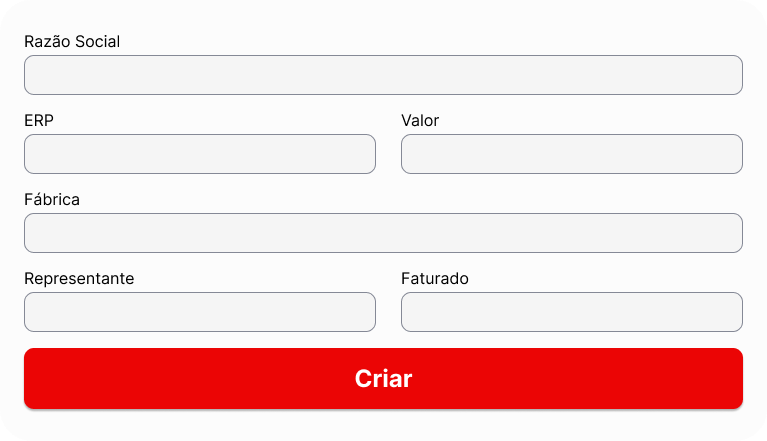 Razão Social
ERP
Valor
Fábrica
Representante
Faturado
Criar